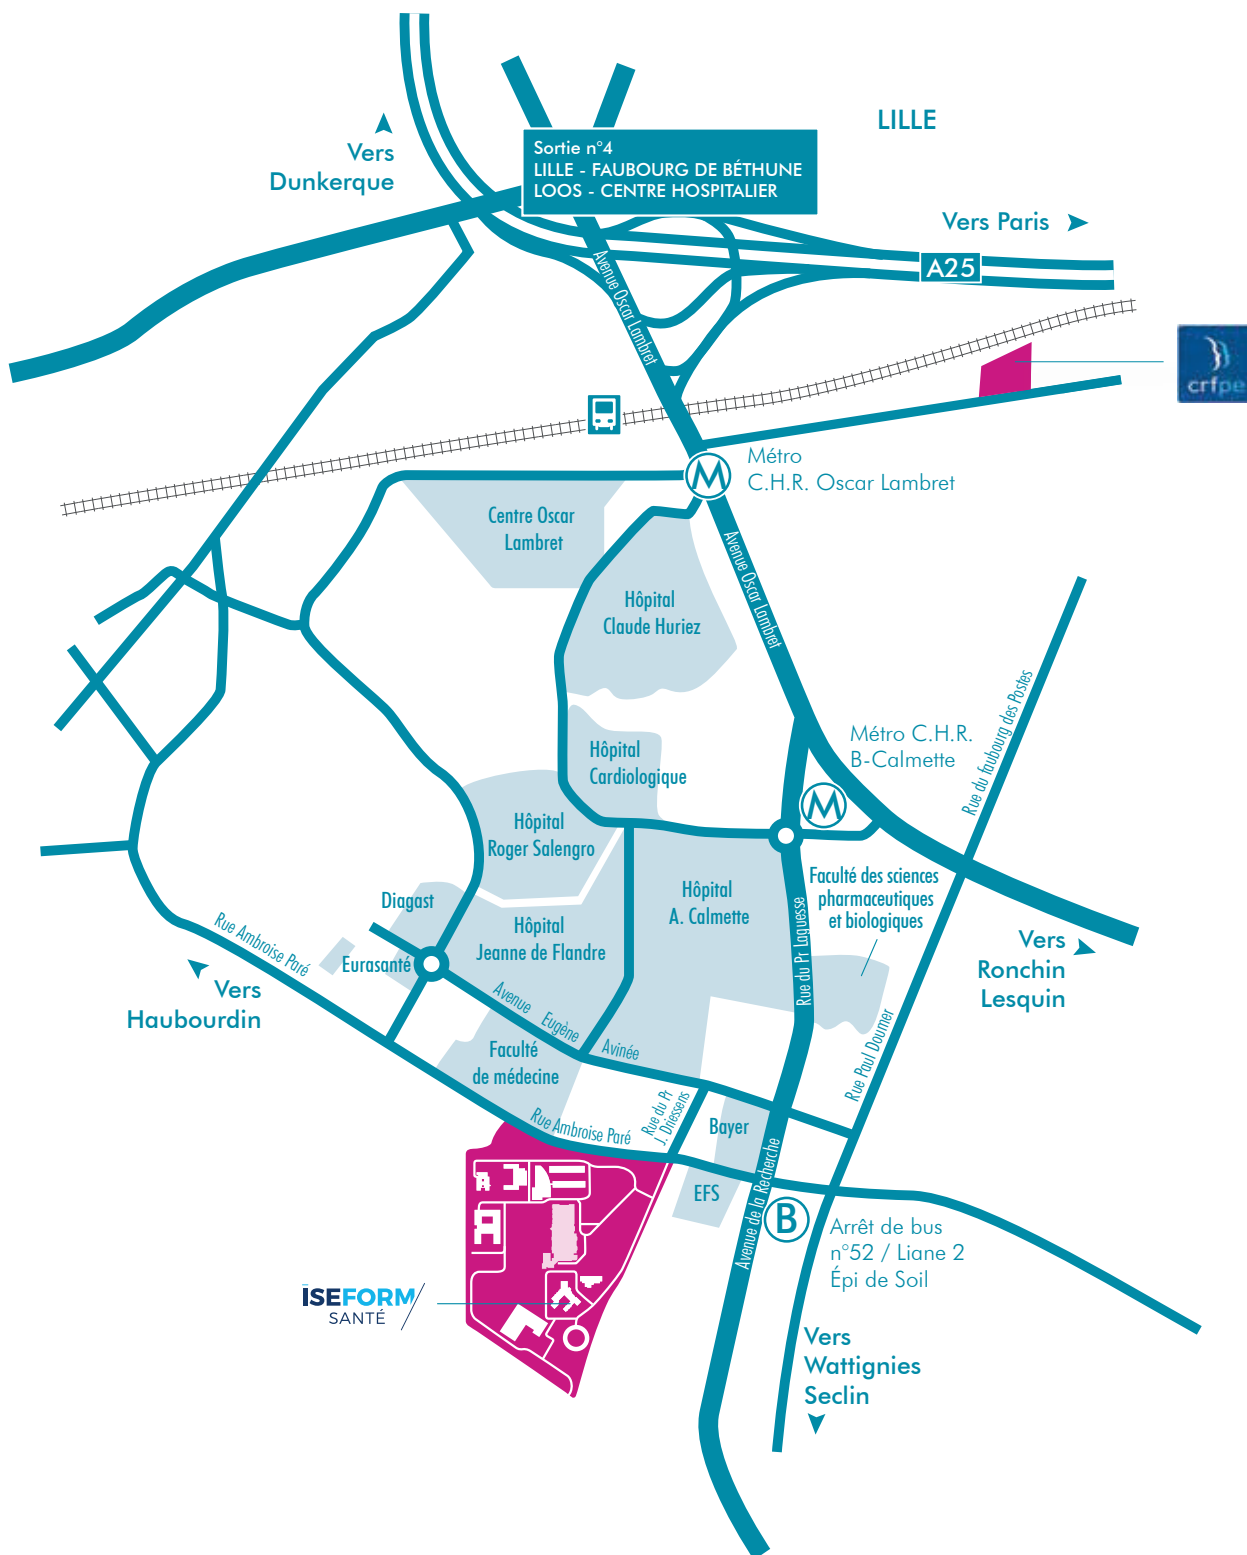 LILLE
Sortie n°4
LILLE - FAUBOURG DE BÉTHUNE
LOOS - CENTRE HOSPITALIER
Vers
Dunkerque
Vers Paris
A25
Avenue Oscar Lambret
crfpe
Métro
C.H.R. Oscar Lambret
M
Centre Oscar
Lambret
Avenue Oscar Lambret
Hôpital
Claude Huriez
Rue du faubourg des Postes
Métro C.H.R.
B-Calmette
M
Hôpital
Cardiologique
Hôpital
Roger Salengro
Faculté des sciences
pharmaceutiques
et biologiques
Hôpital
A. Calmette
Diagast
Hôpital
Jeanne de Flandre
Rue du Pr Laguesse
Rue Ambroise Paré
Eurasanté
Vers
Ronchin
Lesquin
Vers
Haubourdin
Avenue Eugène Avinée
Rue Paul Doumer
Faculté
de médecine
Rue Ambroise Paré
Rue du Pr
J. Driessens
Bayer
EFS
Avenue de la Recherche
B
Arrêt de bus
n°52 / Liane 2
Épi de Soil
ISEFORM
SANTÉ
Vers
Wattignies
Seclin